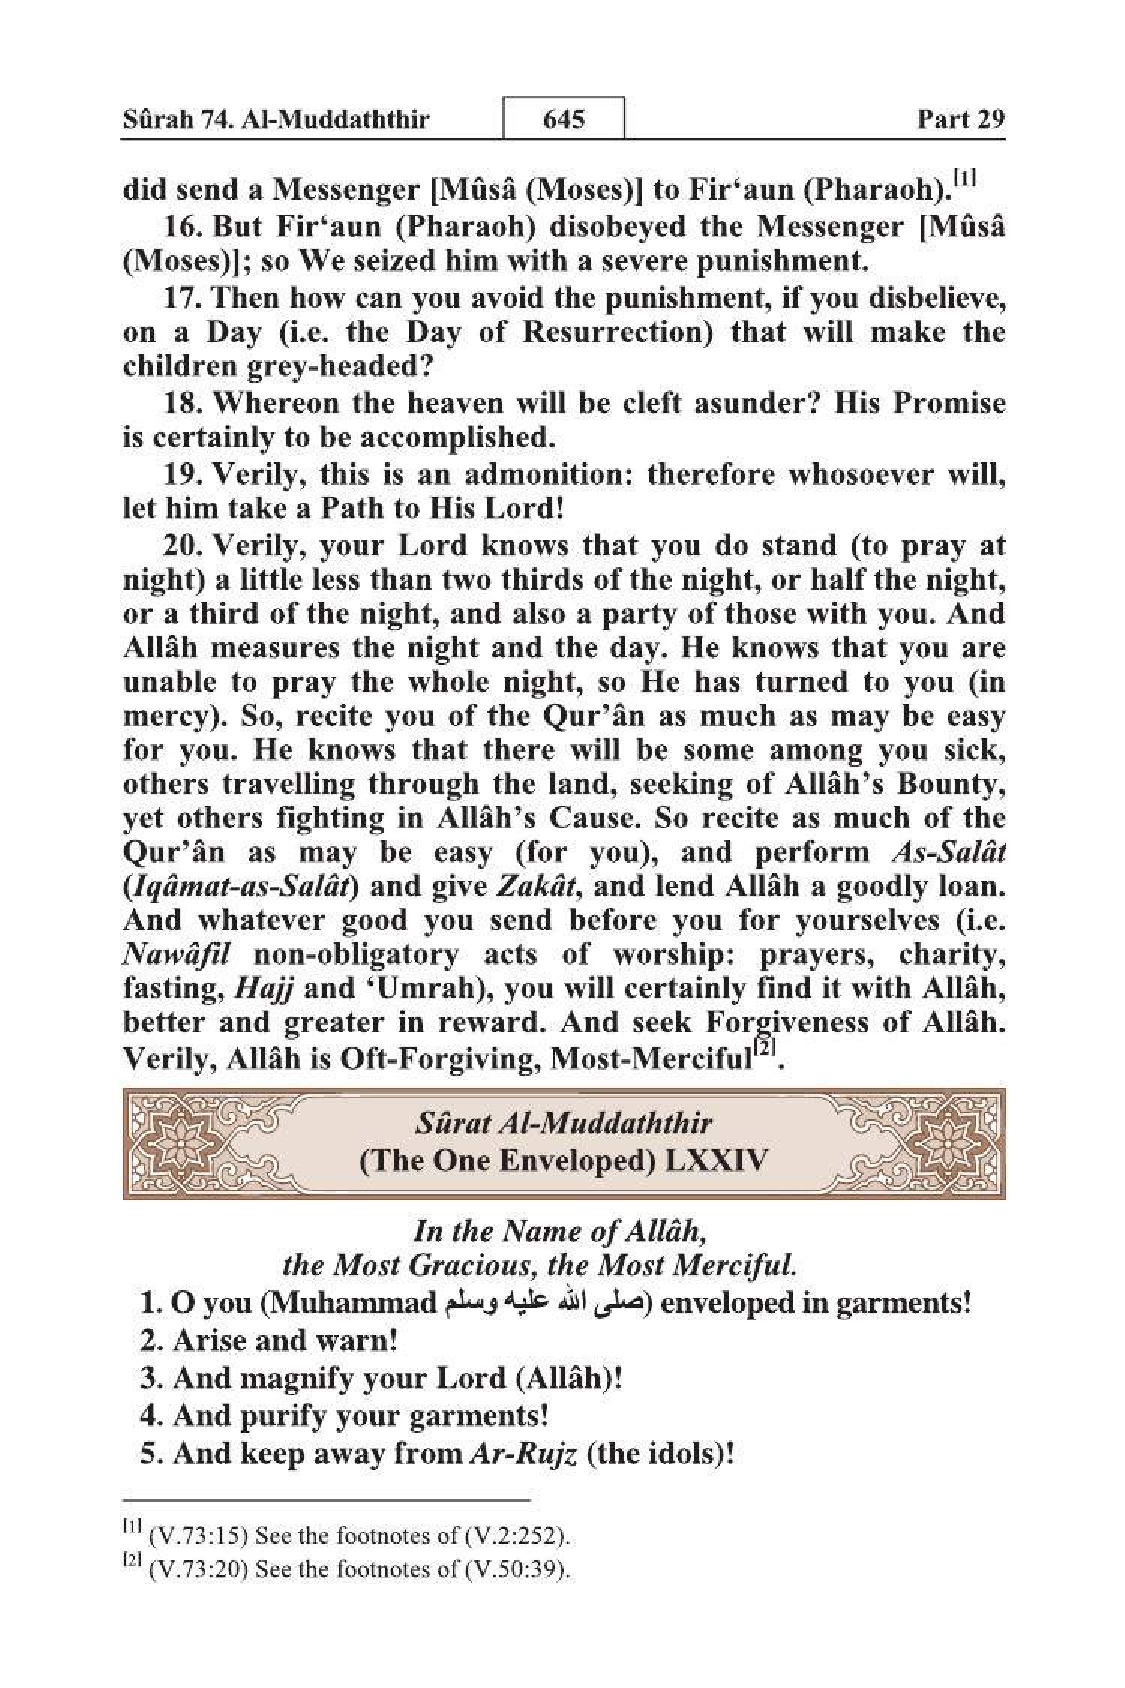 Sûrah 74. Al-Muddaththir 645 Part 29
did send a Messenger [Mûsâ (Moses)] to Fir‘aun (Pharaoh).[1]
16. But Fir‘aun (Pharaoh) disobeyed the Messenger [Mûsâ
(Moses)]; so We seized him with a severe punishment.
17. Then how can you avoid the punishment, if you disbelieve,
on a Day (i.e. the Day of Resurrection) that will make the
children grey-headed?
18. Whereon the heaven will be cleft asunder? His Promise
is certainly to be accomplished.
19. Verily, this is an admonition: therefore whosoever will,
let him take a Path to His Lord!
20. Verily, your Lord knows that you do stand (to pray at
night) a little less than two thirds of the night, or half the night,
or a third of the night, and also a party of those with you. And
Allâh measures the night and the day. He knows that you are
unable to pray the whole night, so He has turned to you (in
mercy). So, recite you of the Qur’ân as much as may be easy
for you. He knows that there will be some among you sick,
others travelling through the land, seeking of Allâh’s Bounty,
yet others fighting in Allâh’s Cause. So recite as much of the
Qur’ân as may be easy (for you), and perform As-Salât
(Iqâmat-as-Salât) and give Zakât, and lend Allâh a goodly loan.
And whatever good you send before you for yourselves (i.e.
Nawâfil non-obligatory acts of worship: prayers, charity,
fasting, Hajj and ‘Umrah), you will certainly find it with Allâh,
better and greater in reward. And seek Forgiveness of Allâh.
Verily, Allâh is Oft-Forgiving, Most-Merciful[2].
Sûrat Al-Muddaththir
(The One Enveloped) LXXIV
In the Name of Allâh,
the Most Gracious, the Most Merciful.
1. O you (Muhammad صلى الله عليه وسلم) enveloped in garments!
2. Arise and warn!
3. And magnify your Lord (Allâh)!
4. And purify your garments!
5. And keep away from Ar-Rujz (the idols)!
[1] (V.73:15) See the footnotes of (V.2:252).
[2] (V.73:20) See the footnotes of (V.50:39).